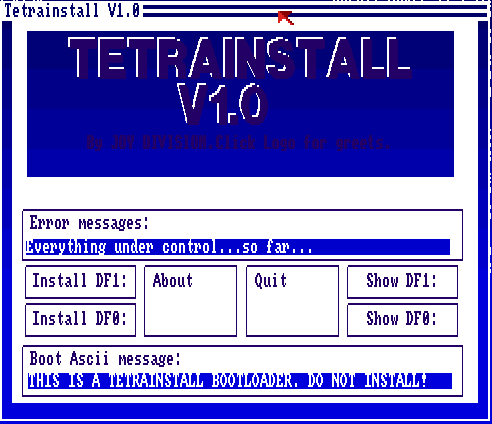 Tetrainstall V1.0
TETRAINSTALL
V1.0
By JOY DIVISION.Click Logo for greets.
Error messages:
Everything under control...so far...
Install DF1:
About
Quit
Show DF1:
Install DF0:
Show DF0:
Boot Ascii message:
THIS IS A TETRAINSTALL BOOTLOADER. DO NOT INSTALL!